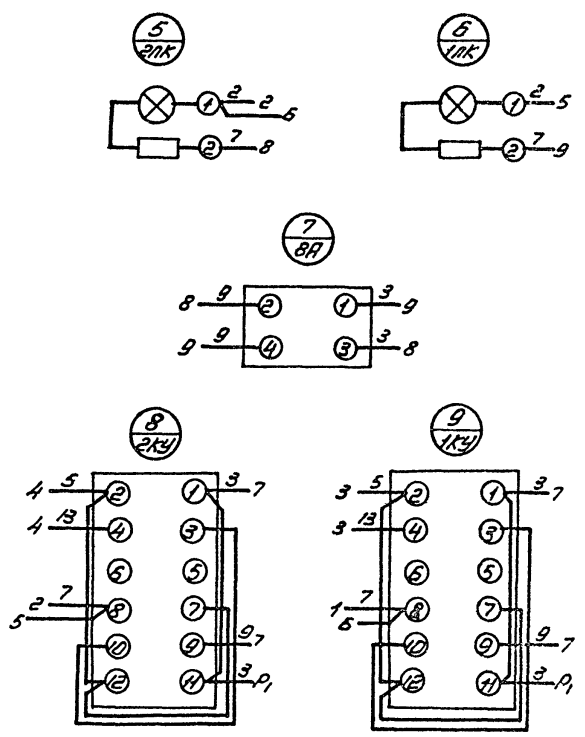 5 6
2ЛК 1ЛК
1 2 2 1 2 5
6
2 7 8 2 7 9
7
ВА
8 9 2 1 3 9
9 9 4 3 3 8
8 9
2КУ 1КУ
4 5 2 1 3 7 3 5 2 1 3 7
4 13 4 3 3 13 4 3
6 5 6 5
2 7 8 7 1 7 8 7
5 6
10 9 9 7 10 9 9 7
12 11 3 Р1 12 11 3 Р1